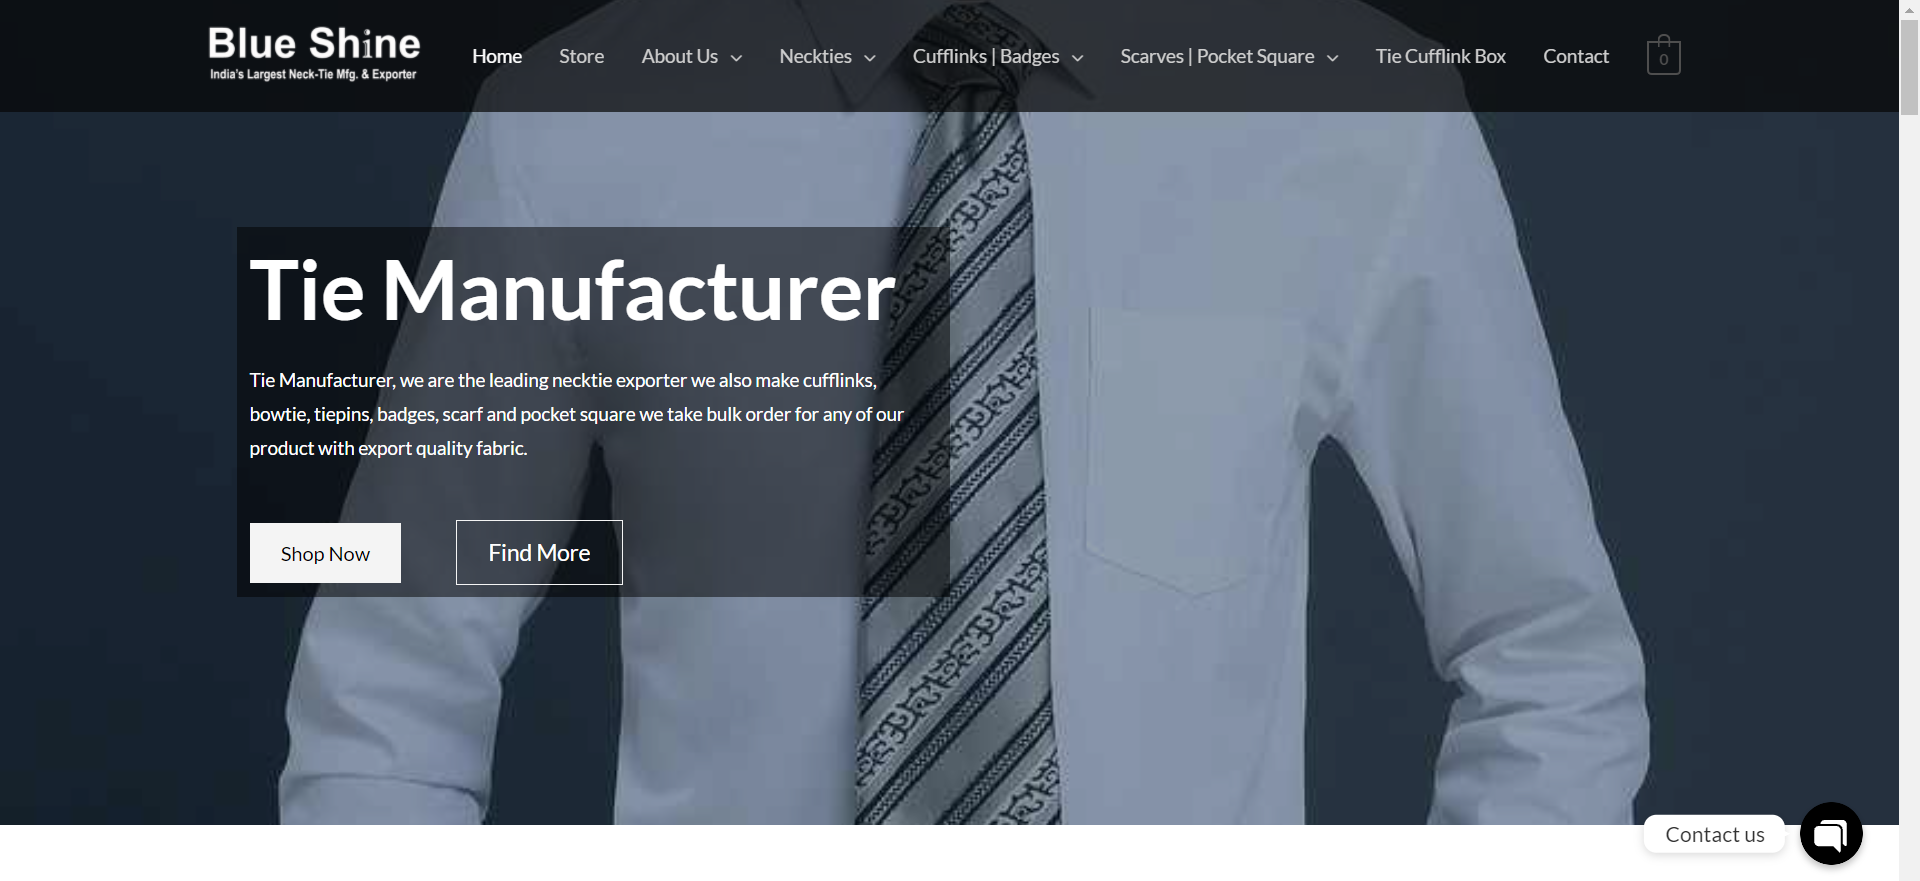 Blue Shine
India's Largest Neck-Tie Mfg. & Exporter
Home
Store
About Us
Neckties
Cufflinks | Badges
Scarves | Pocket Square
Tie Cufflink Box
Contact
0
Tie Manufacturer
Tie Manufacturer, we are the leading necktie exporter we also make cufflinks,
bowtie, tiepins, badges, scarf and pocket square we take bulk order for any of our
product with export quality fabric.
Shop Now
Find More
Contact us